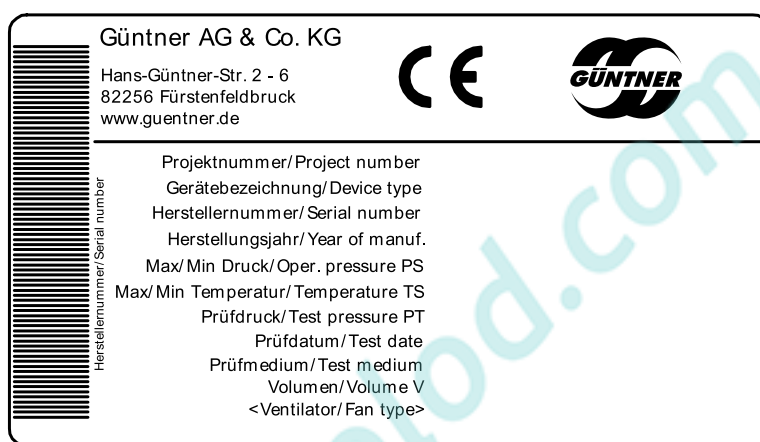 Güntner AG & Co. KG
Hans-Güntner-Str. 2 - 6
82256 Fürstenfeldbruck
www.guentner.de
CE
GÜNTNER
Herstellernummer/Serial number
Projektnummer/Project number
Gerätebezeichnung/Device type
Herstellernummer/Serial number
Herstellungsjahr/Year of manuf.
Max/Min Druck/Oper. pressure PS
Max/Min Temperatur/Temperature TS
Prüfdruck/Test pressure PT
Prüfdatum/Test date
Prüfmedium/Test medium
Volumen/Volume V
<Ventilator/Fan type>